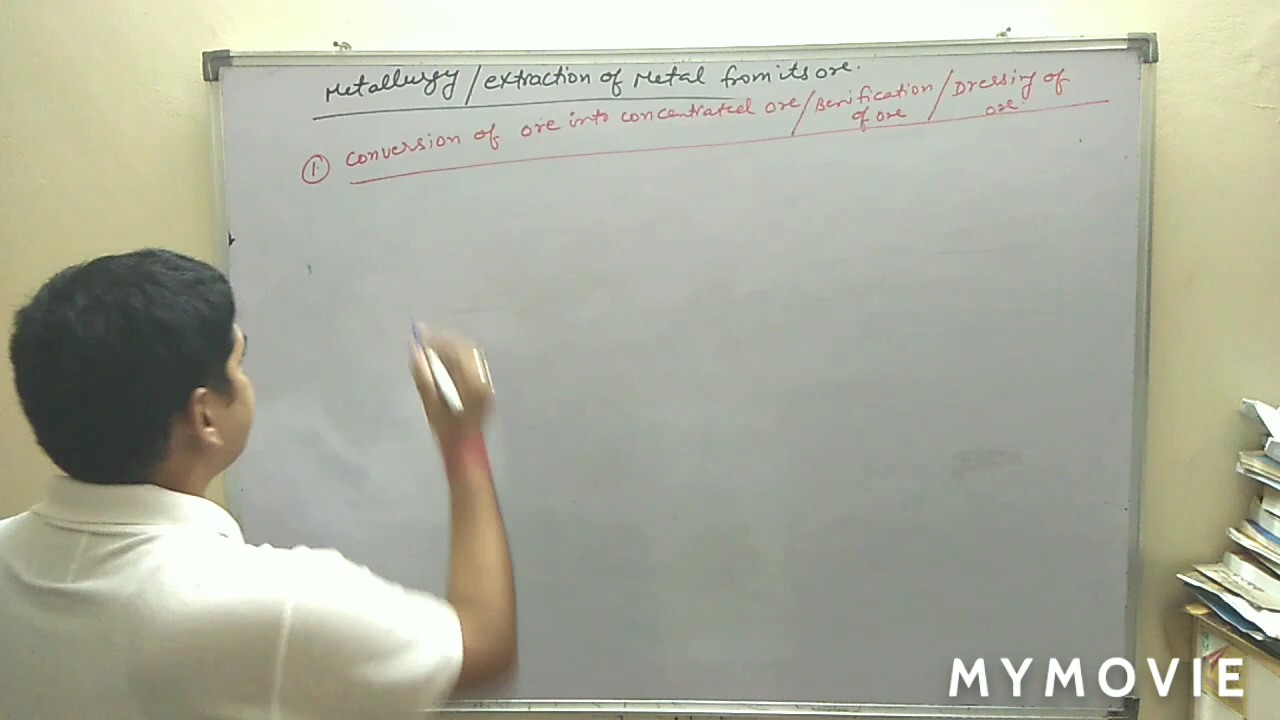 Metallurgy / extraction of Metal from its ore.
① Conversion of ore into concentrated ore / Benification of ore / Dressing of ore.
MYMOVIE